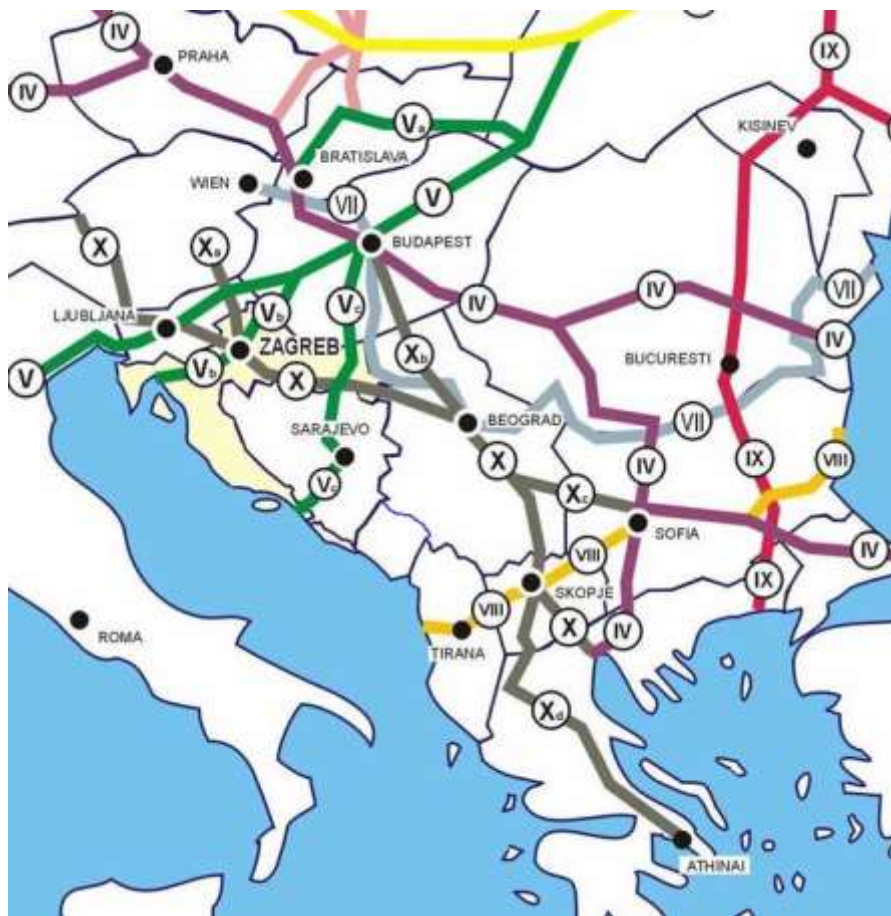 IV
PRAHA
IX
IV
Va
KISINEV
BRATISLAVA
WIEN
V
VII
X
Xa
BUDAPEST
VII
IV
IV
Vc
Vb
LJUBLJANA
IV
ZAGREB
Xb
BUCURESTI
Vb
X
V
BEOGRAD
VII
SARAJEVO
X
IV
IX
VIII
Vc
Xc
SOFIA
IV
VIII
IX
SKOPJE
VIII
X
IV
ROMA
TIRANA
Xd
ATHINAI